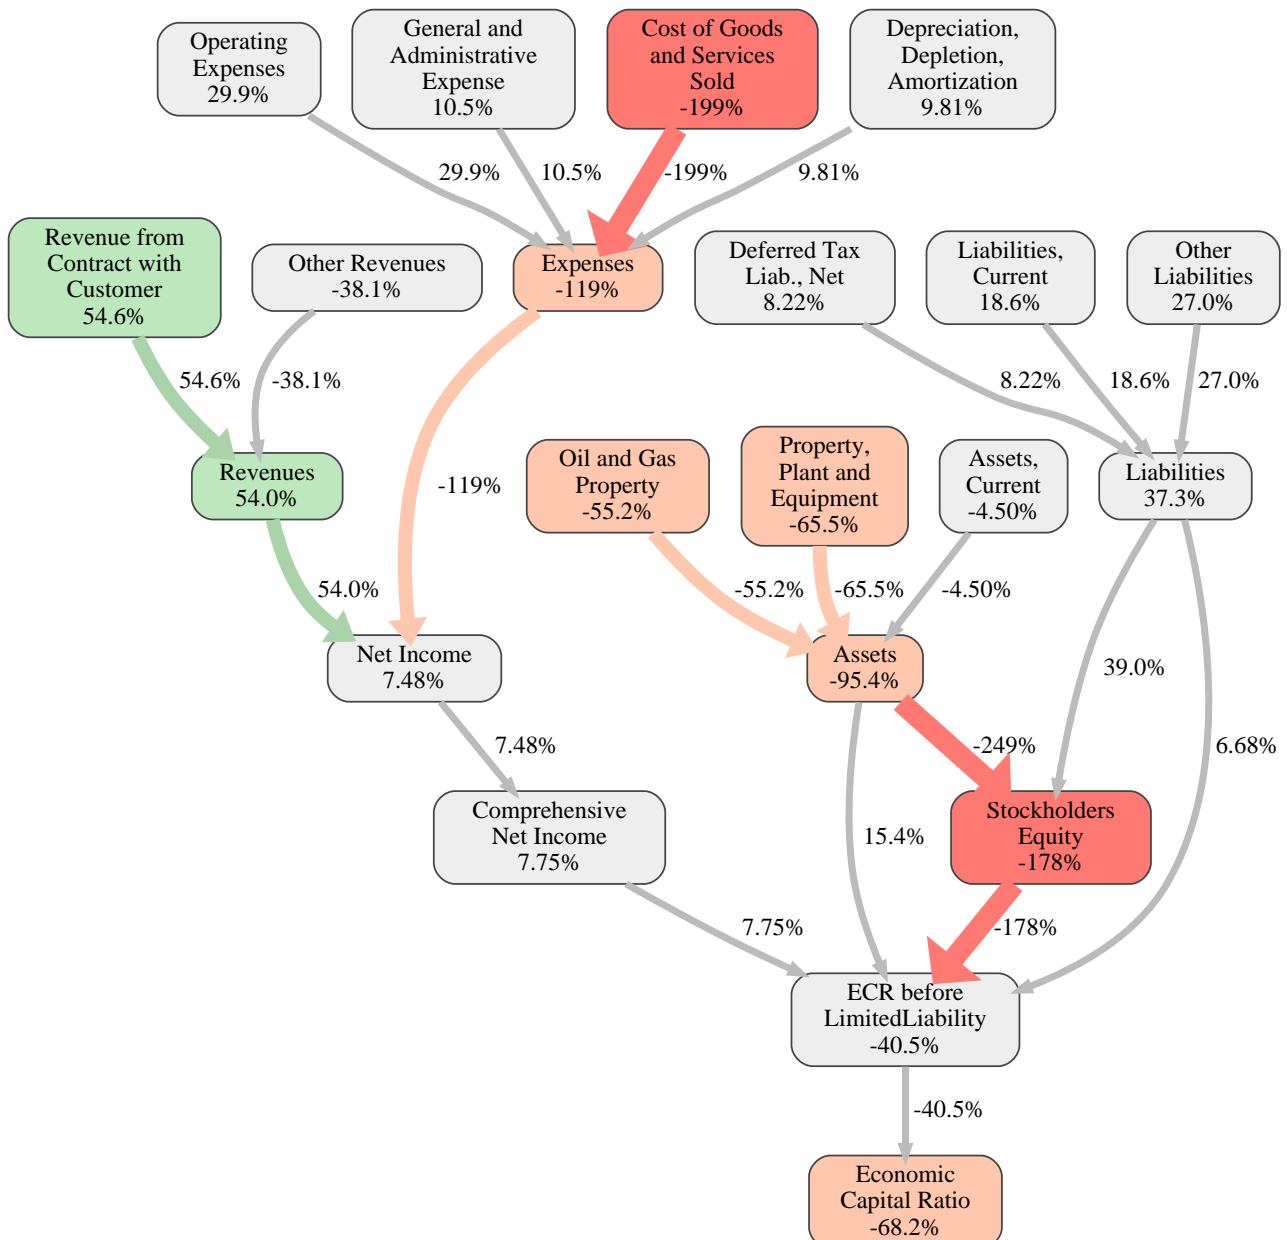 Operating
Expenses
29.9%
General and
Administrative
Expense
10.5%
Cost of Goods
and Services
Sold
-199%
Depreciation,
Depletion,
Amortization
9.81%
29.9%
10.5%
-199%
9.81%
Revenue from
Contract with
Customer
54.6%
Other Revenues
-38.1%
Expenses
-119%
Deferred Tax
Liab., Net
8.22%
Liabilities,
Current
18.6%
Other
Liabilities
27.0%
54.6%
-38.1%
8.22%
18.6%
27.0%
Revenues
54.0%
-119%
Oil and Gas
Property
-55.2%
Property,
Plant and
Equipment
-65.5%
Assets,
Current
-4.50%
Liabilities
37.3%
54.0%
-55.2%
-65.5%
-4.50%
Net Income
7.48%
Assets
-95.4%
39.0%
7.48%
-249%
6.68%
Comprehensive
Net Income
7.75%
15.4%
Stockholders
Equity
-178%
7.75%
-178%
ECR before
LimitedLiability
-40.5%
-40.5%
Economic
Capital Ratio
-68.2%